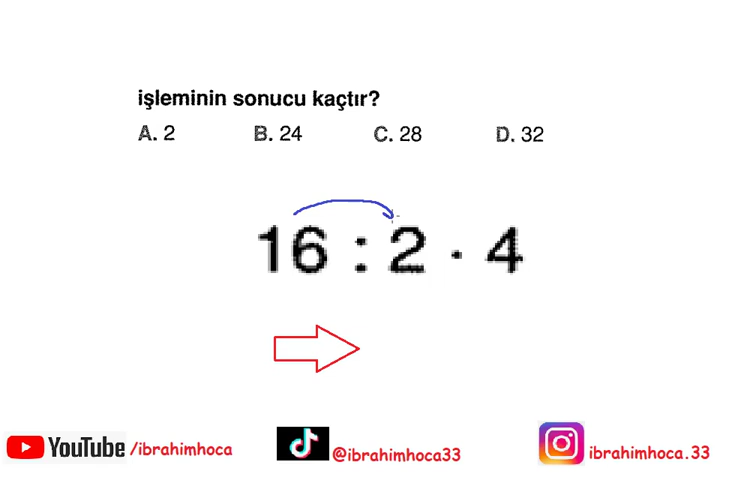 işleminin sonucu kaçtır?
A. 2 B. 24 C. 28 D. 32
16 : 2 · 4
YouTube /ibrahimhoca @ibrahimhoca33 ibrahimhoca.33